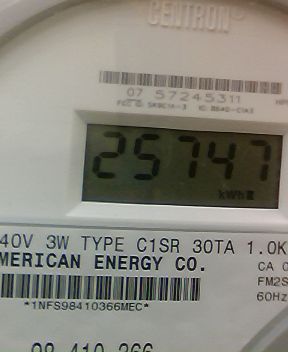 CENTRON®
07 57245311
25747
kWh
40V 3W TYPE C1SR 30TA 1.0K
MERICAN ENERGY CO.
CA
FM2S
60Hz
*1NFS98410366MEC*
98 410 366